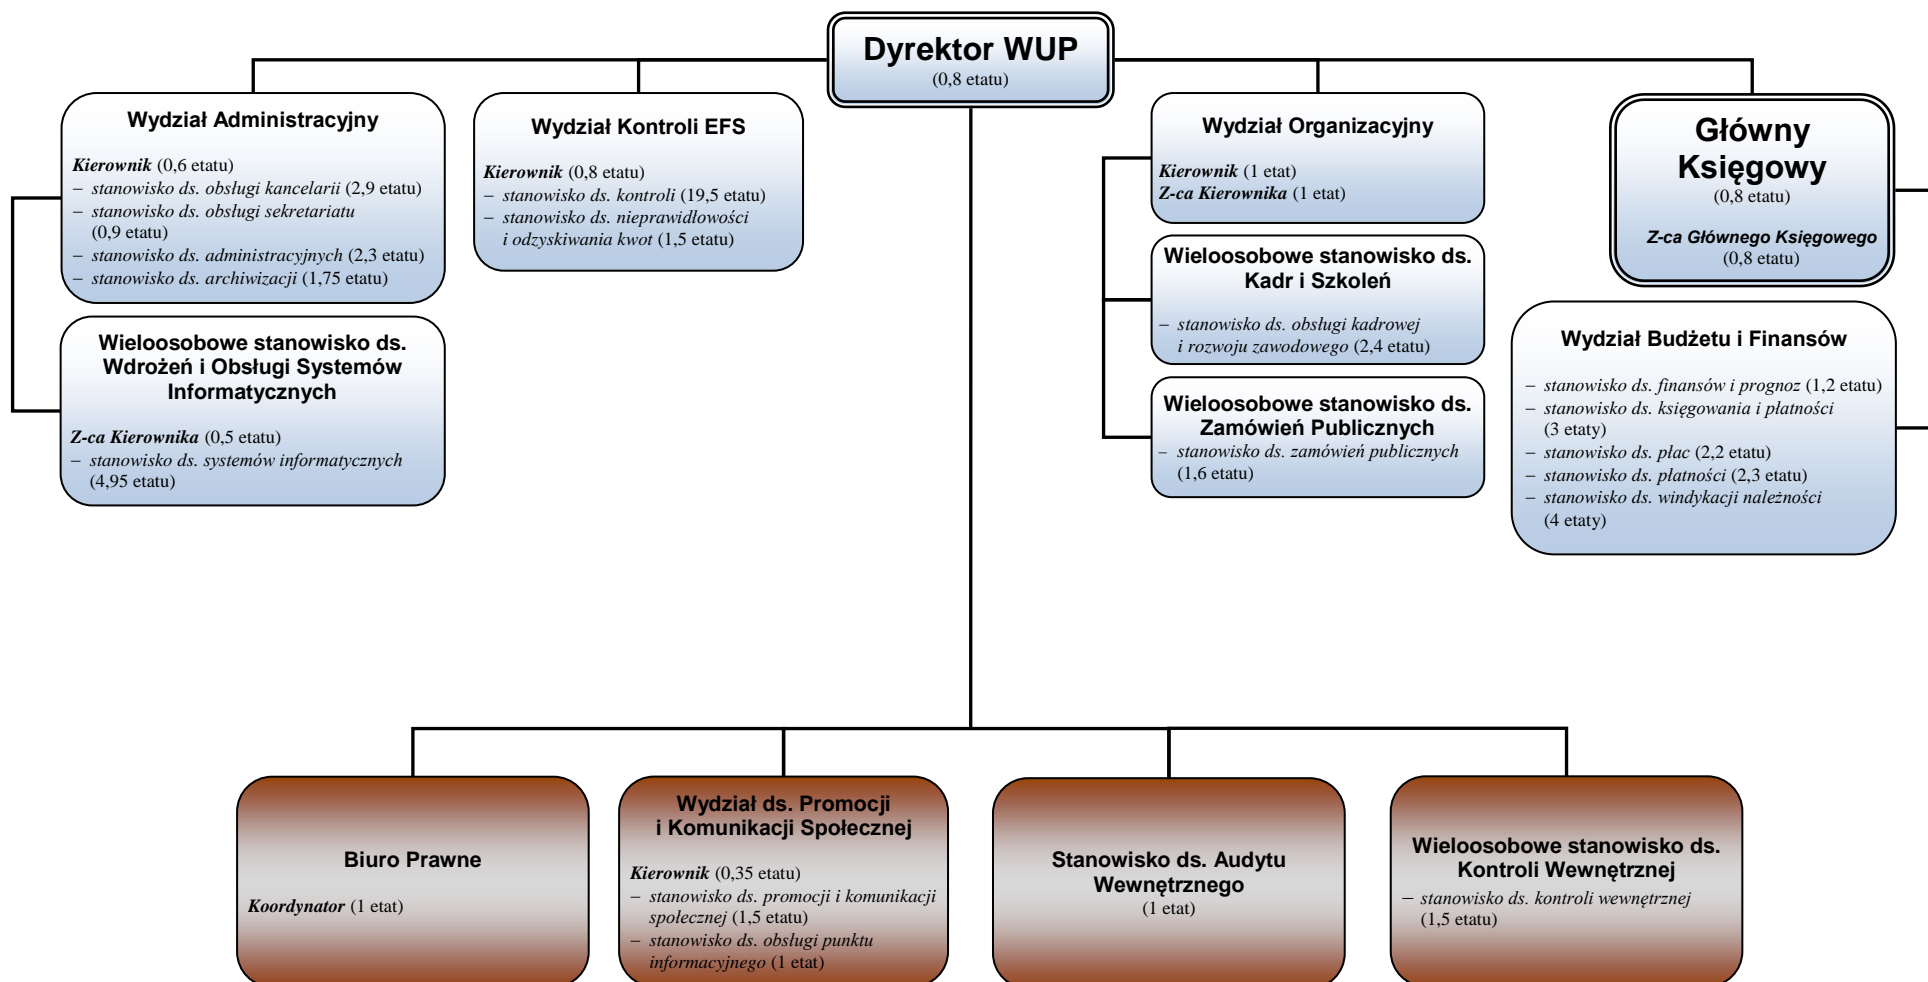 Dyrektor WUP
(0,8 etatu)
Wydział Administracyjny
Kierownik (0,6 etatu)
– stanowisko ds. obsługi kancelarii (2,9 etatu)
– stanowisko ds. obsługi sekretariatu
(0,9 etatu)
– stanowisko ds. administracyjnych (2,3 etatu)
– stanowisko ds. archiwizacji (1,75 etatu)
Wieloosobowe stanowisko ds.
Wdrożeń i Obsługi Systemów
Informatycznych
Z-ca Kierownika (0,5 etatu)
– stanowisko ds. systemów informatycznych
(4,95 etatu)
Wydział Kontroli EFS
Kierownik (0,8 etatu)
– stanowisko ds. kontroli (19,5 etatu)
– stanowisko ds. nieprawidłowości
i odzyskiwania kwot (1,5 etatu)
Wydział Organizacyjny
Kierownik (1 etat)
Z-ca Kierownika (1 etat)
Wieloosobowe stanowisko ds.
Kadr i Szkoleń
– stanowisko ds. obsługi kadrowej
i rozwoju zawodowego (2,4 etatu)
Wieloosobowe stanowisko ds.
Zamówień Publicznych
– stanowisko ds. zamówień publicznych
(1,6 etatu)
Główny
Księgowy
(0,8 etatu)
Z-ca Głównego Księgowego
(0,8 etatu)
Wydział Budżetu i Finansów
– stanowisko ds. finansów i prognoz (1,2 etatu)
– stanowisko ds. księgowania i płatności
(3 etaty)
– stanowisko ds. płac (2,2 etatu)
– stanowisko ds. płatności (2,3 etatu)
– stanowisko ds. windykacji należności
(4 etaty)
Biuro Prawne
Koordynator (1 etat)
Wydział ds. Promocji
i Komunikacji Społecznej
Kierownik (0,35 etatu)
– stanowisko ds. promocji i komunikacji
społecznej (1,5 etatu)
– stanowisko ds. obsługi punktu
informacyjnego (1 etat)
Stanowisko ds. Audytu
Wewnętrznego
(1 etat)
Wieloosobowe stanowisko ds.
Kontroli Wewnętrznej
– stanowisko ds. kontroli wewnętrznej
(1,5 etatu)